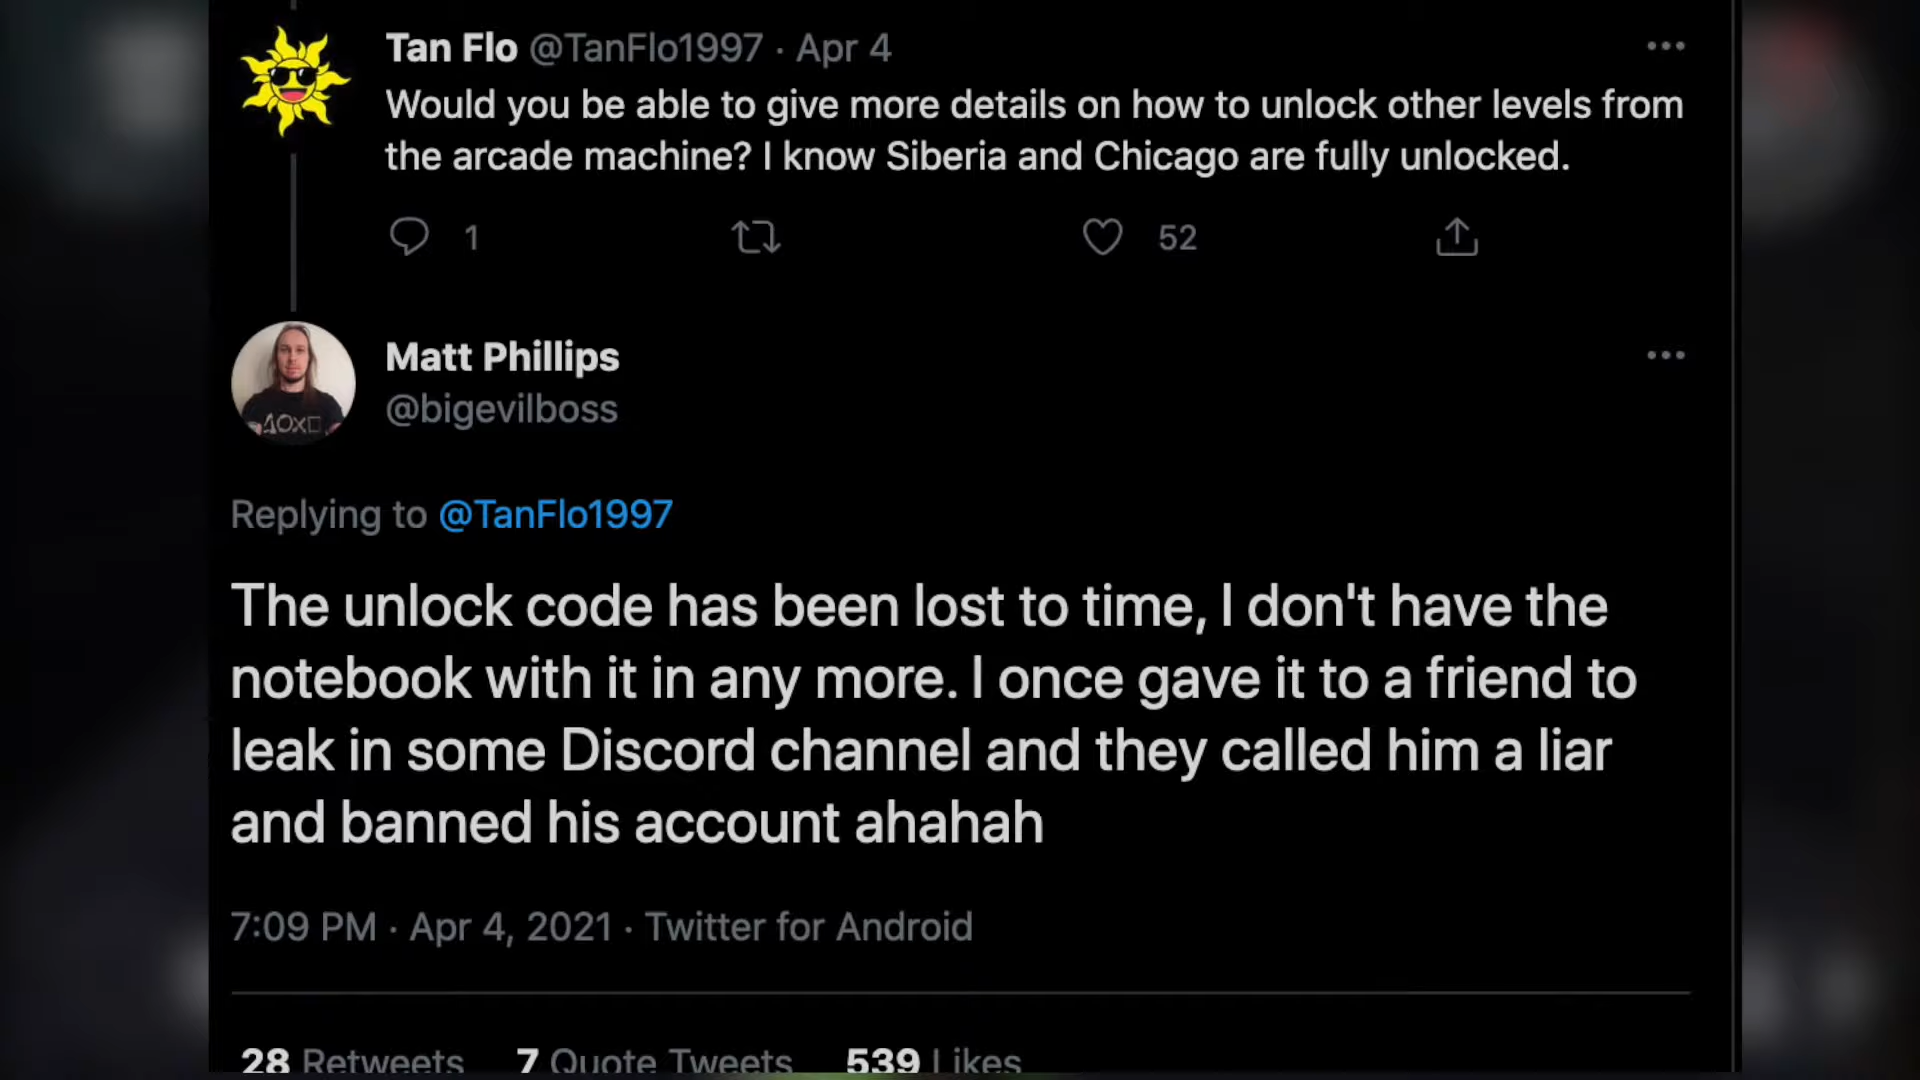 Tan Flo @TanFlo1997 · Apr 4
Would you be able to give more details on how to unlock other levels from
the arcade machine? I know Siberia and Chicago are fully unlocked.
1 52
Matt Phillips
@bigevilboss
Replying to @TanFlo1997
The unlock code has been lost to time, I don't have the
notebook with it in any more. I once gave it to a friend to
leak in some Discord channel and they called him a liar
and banned his account ahahah
7:09 PM · Apr 4, 2021 · Twitter for Android
28 Retweets 7 Quote Tweets 539 Likes